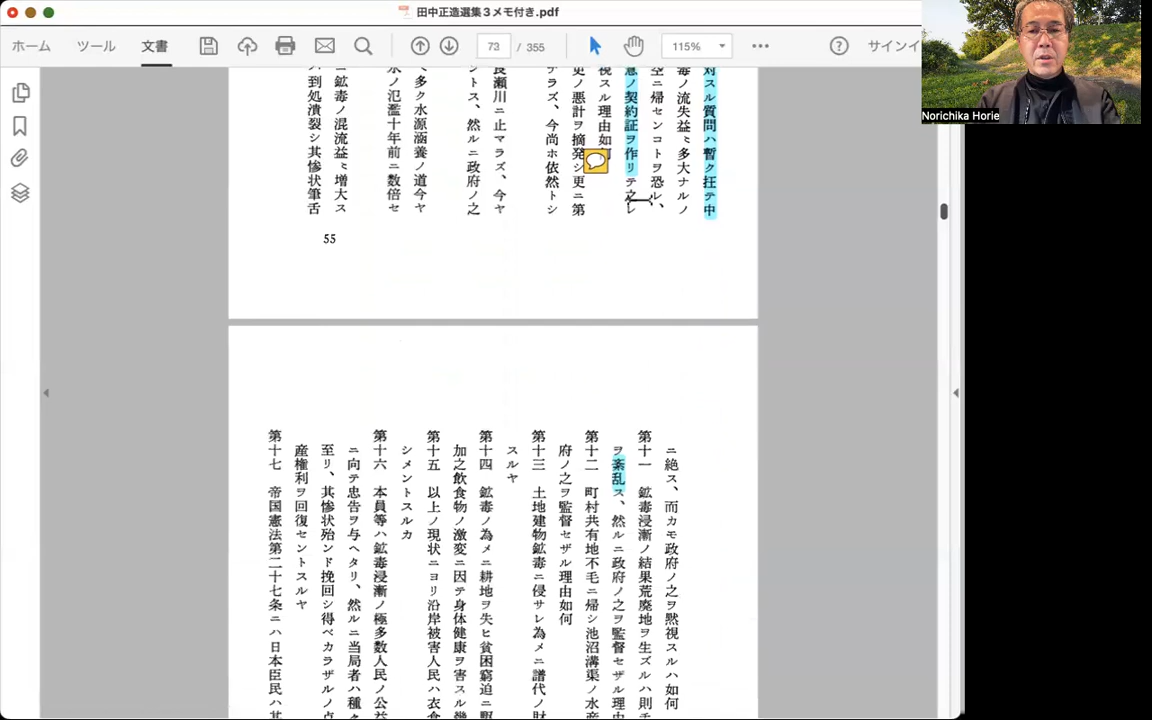 田中正造選集３メモ付き.pdf
ホーム
ツール
文書
73
/ 355
115%
サインイ
Norichika Horie
対スル質問ハ暫ク抂テ中
毒ノ流失益〻多大ナルノ
空ニ帰センコトヲ恐ル、
意ノ契約証ヲ作リテ之レ
視スル理由如何
更ノ悪計ヲ摘発シ更ニ第
テラズ、今尚ホ依然トシ
良瀬川ニ止マラズ、今ヤ
ントス、然ルニ政府ノ之
多ク水源涵養ノ道今ヤ
水ノ氾濫十年前ニ数倍セ
鉱毒ノ混流益〻増大ス
到処潰裂シ其惨状筆舌
55
ニ絶ス、而カモ政府ノ之ヲ黙視スルハ如何
第十一 鉱毒浸漸ノ結果荒廃地ヲ生ズルハ則チ
ヲ紊乱ス、然ルニ政府ノ之ヲ監督セザル理由
第十二 町村共有地不毛ニ帰シ池沼溝渠ノ水産
府ノ之ヲ監督セザル理由如何
第十三 土地建物鉱毒ニ侵サレ為メニ譜代ノ財
スルヤ
第十四 鉱毒ノ為メニ耕地ヲ失ヒ貧困窮迫ニ駆
加之飲食物ノ激変ニ因テ身体健康ヲ害スル幾
第十五 以上ノ現状ニヨリ沿岸被害人民ハ衣食
シメントスルカ
第十六 本員等ハ鉱毒浸漸ノ極多数人民ノ公益
ニ向テ忠告ヲ与ヘタリ、然ルニ当局者ハ種々
至リ、其惨状殆ンド挽回シ得ベカラザルノ点
産権利ヲ回復セントスルヤ
第十七 帝国憲法第二十七条ニハ日本臣民ハ其